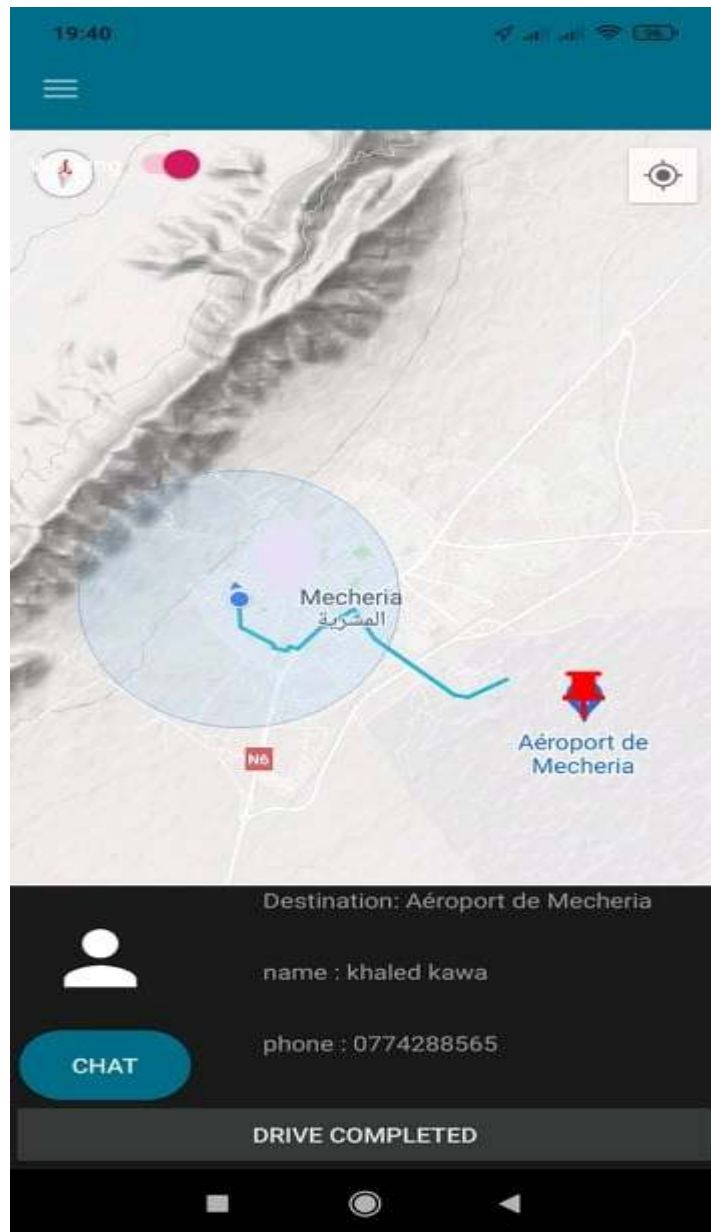 19:40
Mecheria
المشرية
N6
Aéroport de
Mecheria
Destination: Aéroport de Mecheria
name : khaled kawa
phone : 0774288565
CHAT
DRIVE COMPLETED